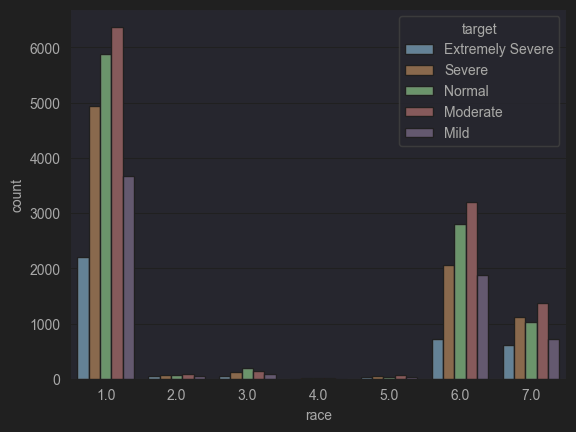 target
Extremely Severe
Severe
Normal
Moderate
Mild
6000
5000
4000
3000
2000
1000
0
count
1.0 2.0 3.0 4.0 5.0 6.0 7.0
race